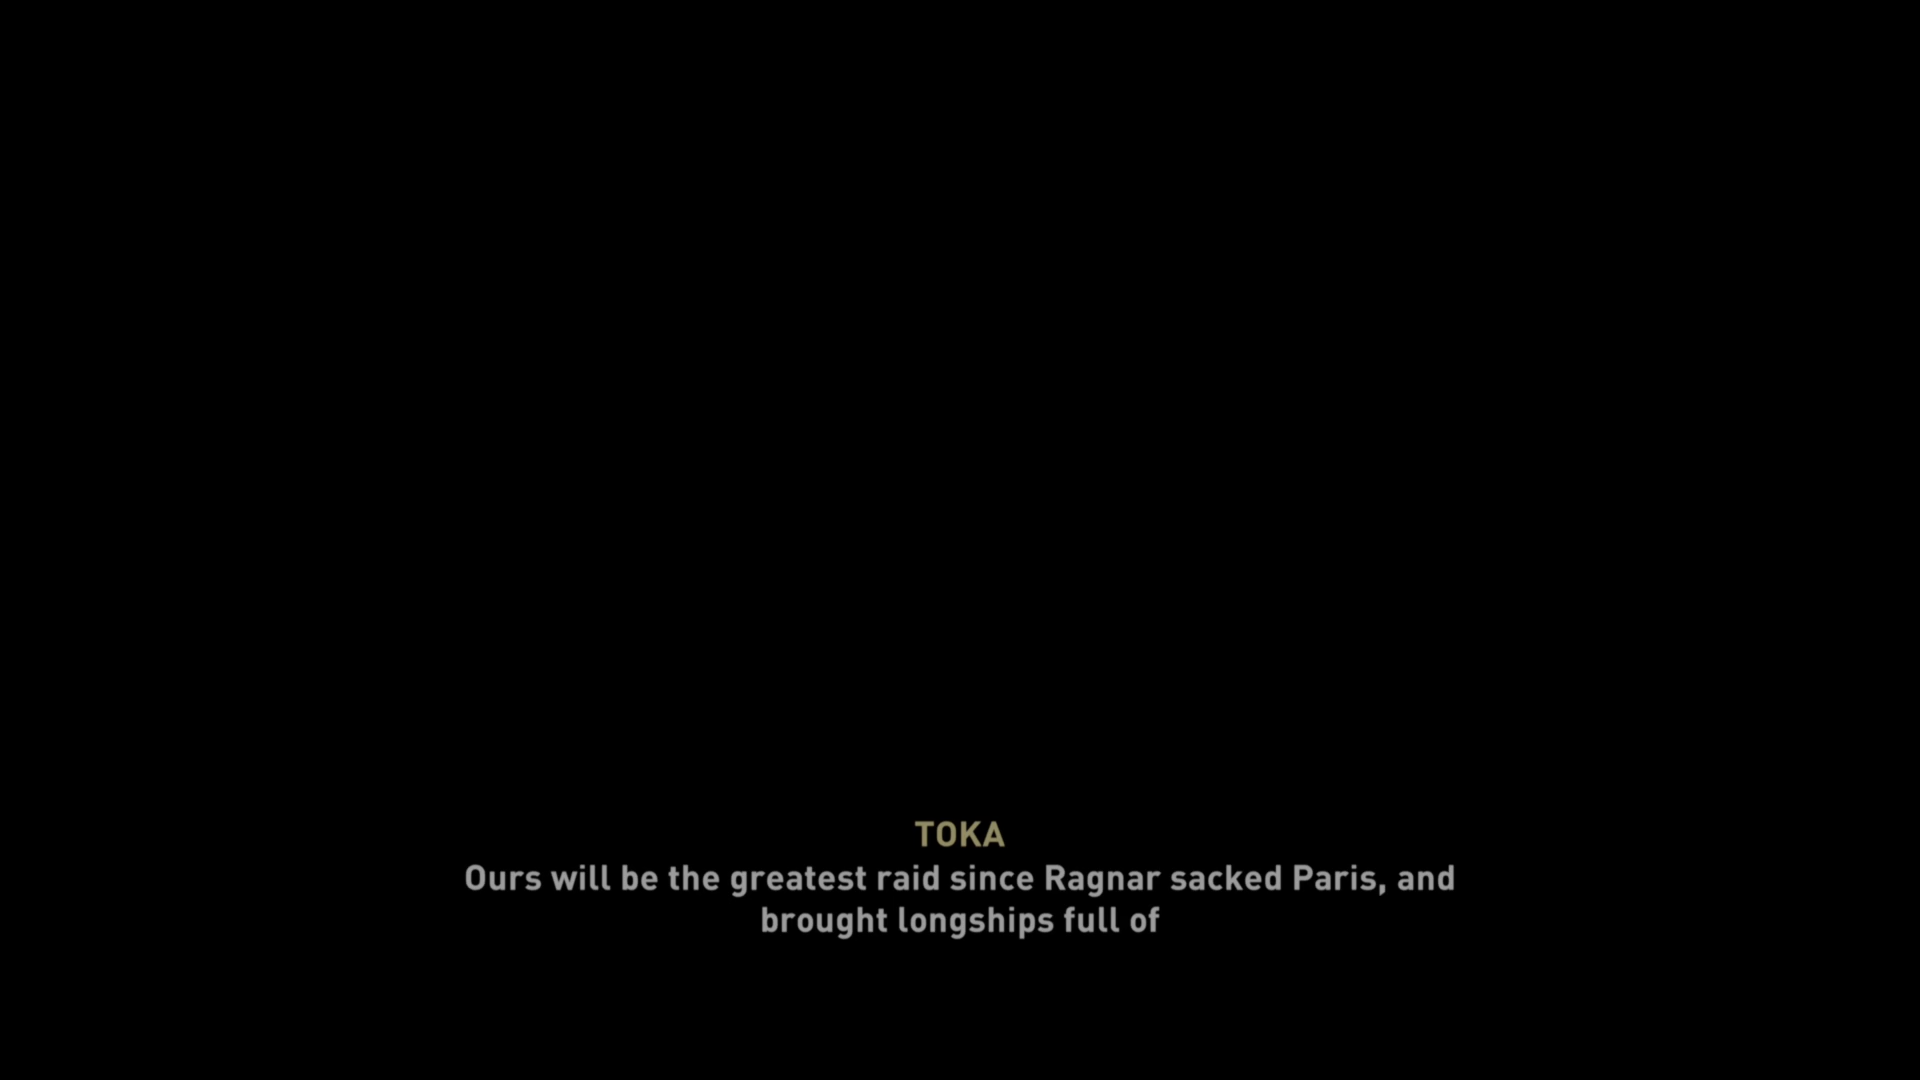 TOKA
Ours will be the greatest raid since Ragnar sacked Paris, and
brought longships full of